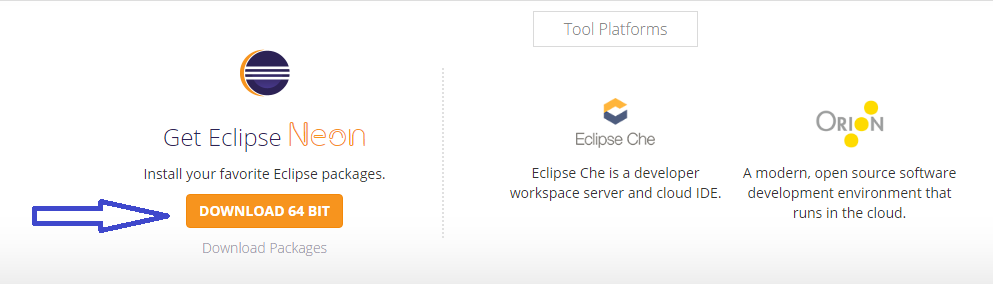 Tool Platforms
Get Eclipse Neon
Install your favorite Eclipse packages.
DOWNLOAD 64 BIT
Download Packages
Eclipse Che
Eclipse Che is a developer
workspace server and cloud IDE.
ORION
A modern, open source software
development environment that
runs in the cloud.